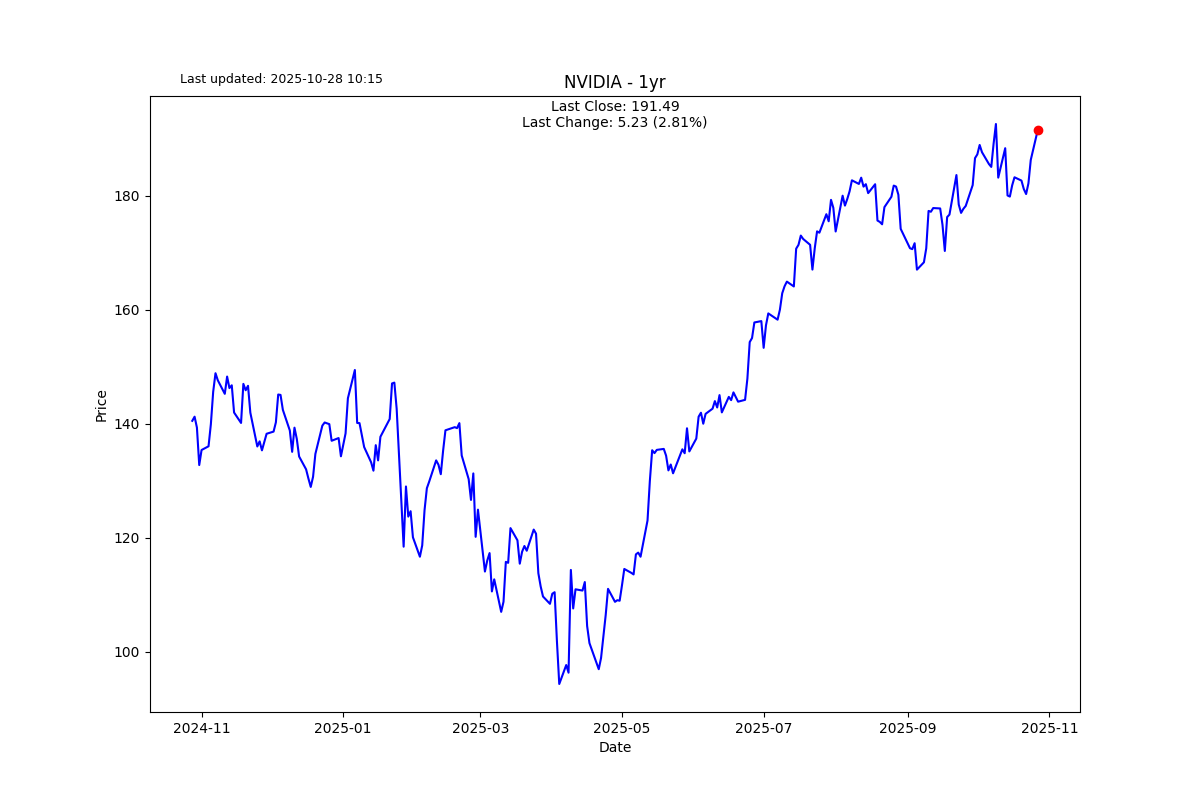 Last updated: 2025-10-28 10:15
NVIDIA - 1yr
Last Close: 191.49
Last Change: 5.23 (2.81%)
Price
180
160
140
120
100
2024-11
2025-01
2025-03
2025-05
2025-07
2025-09
2025-11
Date